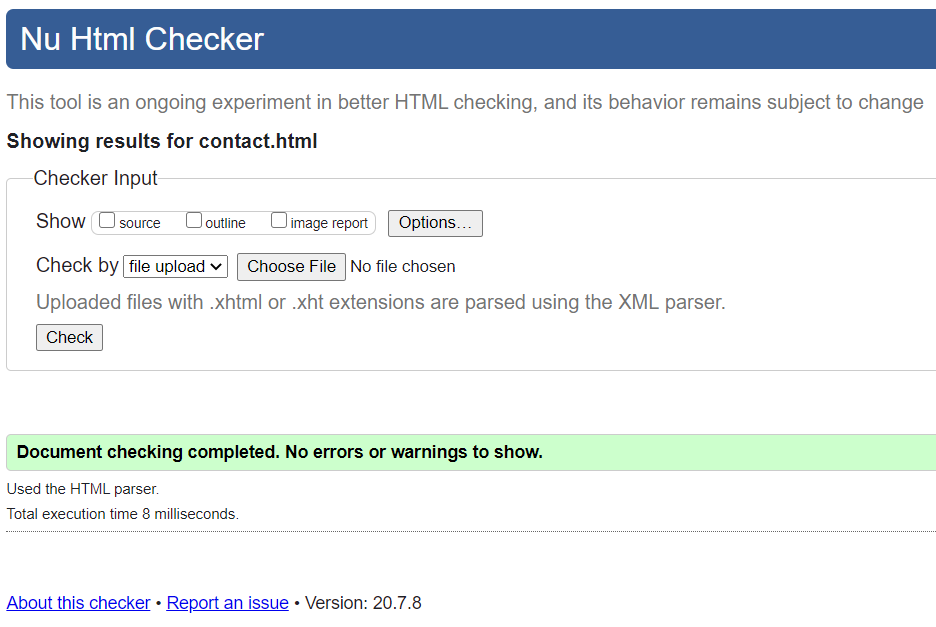 Nu Html Checker
This tool is an ongoing experiment in better HTML checking, and its behavior remains subject to change
Showing results for contact.html
Checker Input
Show source outline image report Options…
Check by file upload Choose File No file chosen
Uploaded files with .xhtml or .xht extensions are parsed using the XML parser.
Check
Document checking completed. No errors or warnings to show.
Used the HTML parser.
Total execution time 8 milliseconds.
About this checker • Report an issue • Version: 20.7.8